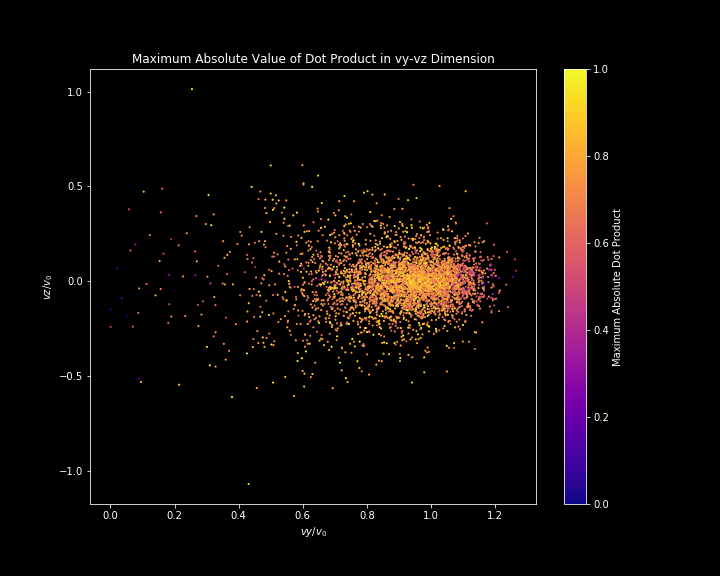 Maximum Absolute Value of Dot Product in vy-vz Dimension
1.0
0.5
0.0
−0.5
−1.0
vz/v₀
0.0 0.2 0.4 0.6 0.8 1.0 1.2
vy/v₀
1.0
0.8
0.6
0.4
0.2
0.0
Maximum Absolute Dot Product